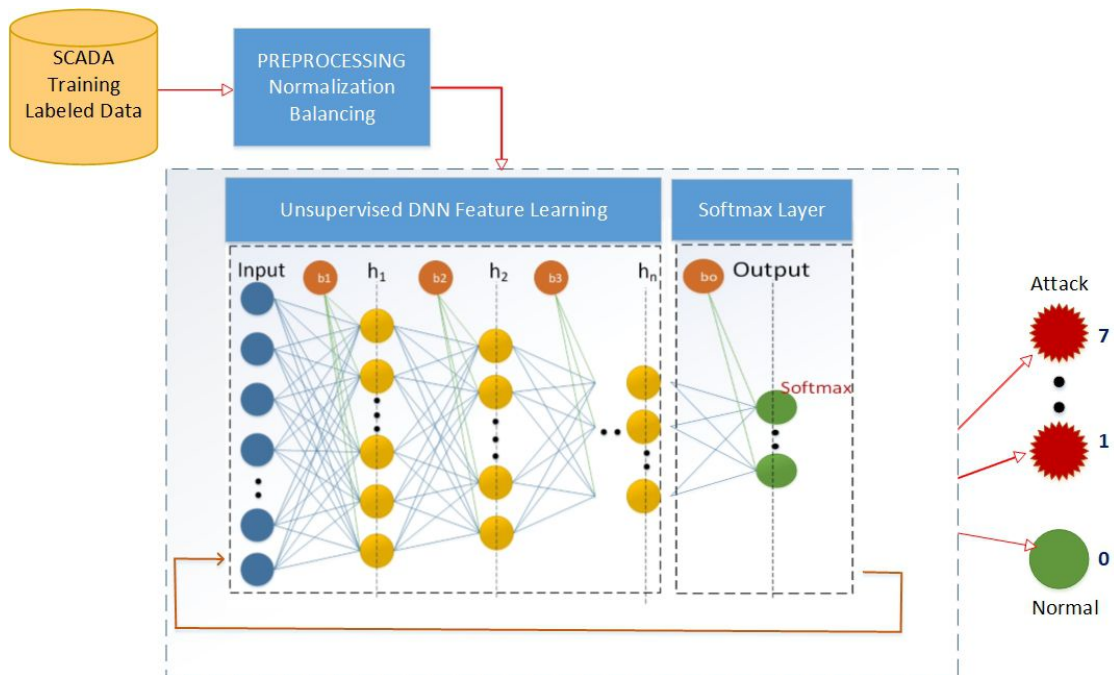 SCADA
Training
Labeled Data
PREPROCESSING
Normalization
Balancing
Unsupervised DNN Feature Learning
Softmax Layer
Input
b1
h1
b2
h2
b3
hn
bo
Output
Softmax
Attack
7
1
0
Normal